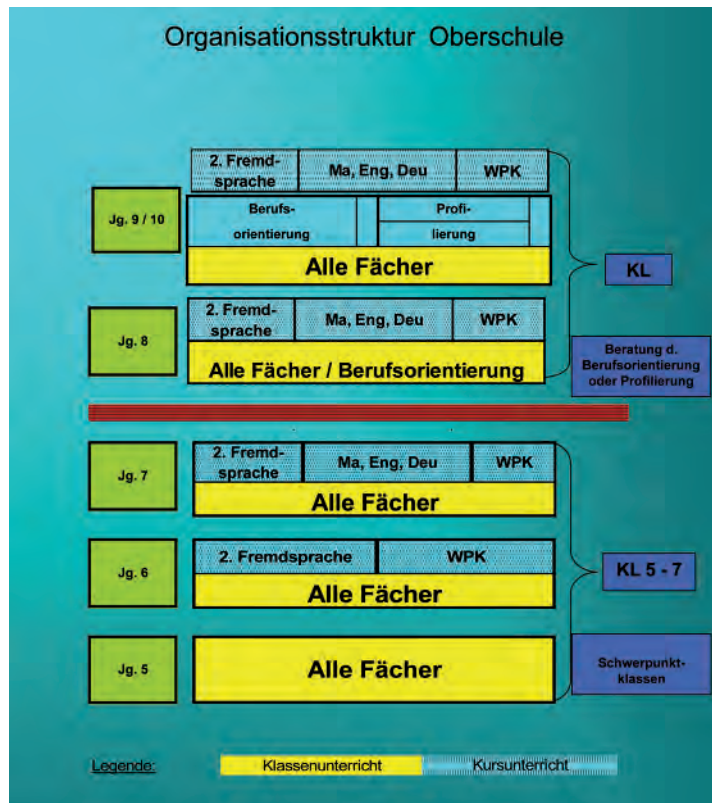 Organisationsstruktur Oberschule
2. Fremd-
sprache
Ma, Eng, Deu
WPK
Jg. 9 / 10
Berufs-
orientierung
Profi-
lierung
Alle Fächer
KL
Jg. 8
2. Fremd-
sprache
Ma, Eng, Deu
WPK
Alle Fächer / Berufsorientierung
Beratung d.
Berufsorientierung
oder Profilierung
Jg. 7
2. Fremd-
sprache
Ma, Eng, Deu
WPK
Alle Fächer
Jg. 6
2. Fremdsprache
WPK
Alle Fächer
KL 5 - 7
Jg. 5
Alle Fächer
Schwerpunkt-
klassen
Legende:
Klassenunterricht
Kursunterricht